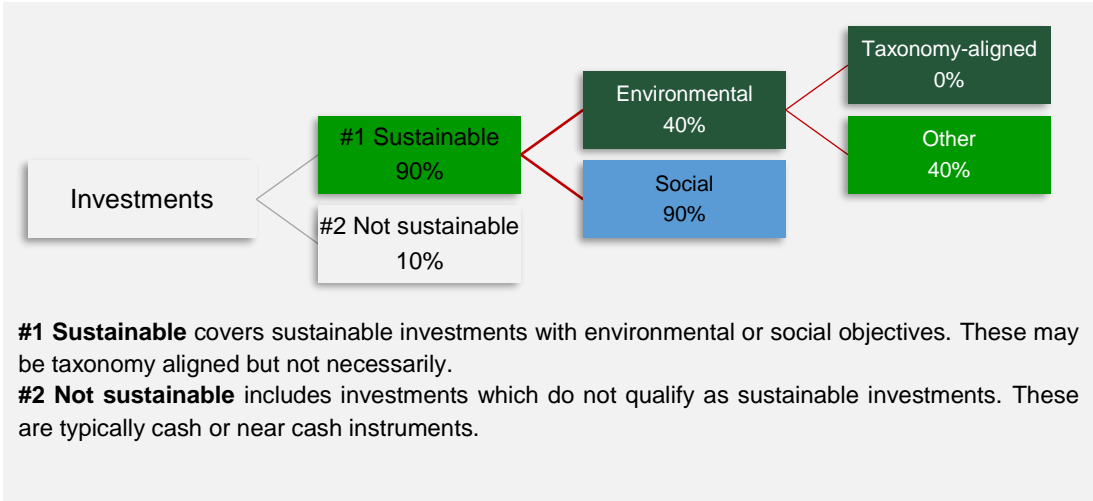 Investments
#1 Sustainable
90%
#2 Not sustainable
10%
Environmental
40%
Social
90%
Taxonomy-aligned
0%
Other
40%
#1 Sustainable covers sustainable investments with environmental or social objectives. These may
be taxonomy aligned but not necessarily.
#2 Not sustainable includes investments which do not qualify as sustainable investments. These
are typically cash or near cash instruments.